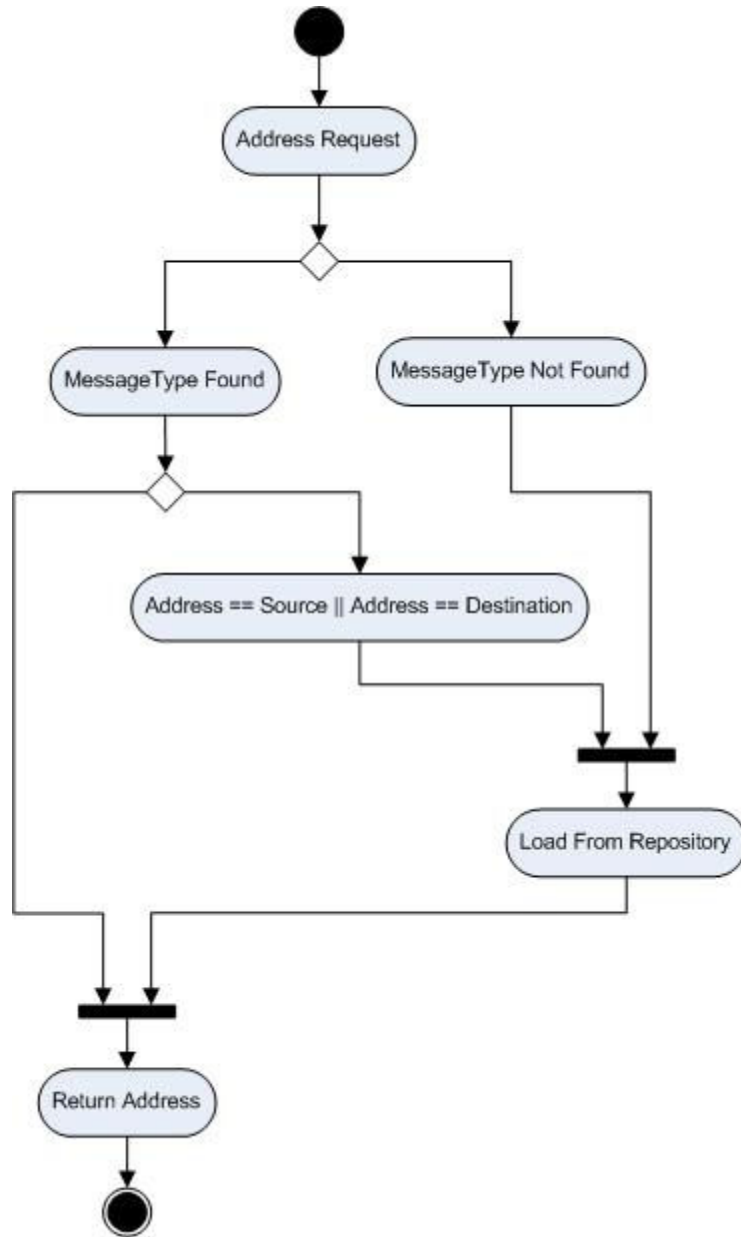 Address Request
MessageType Found
MessageType Not Found
Address == Source || Address == Destination
Load From Repository
Return Address